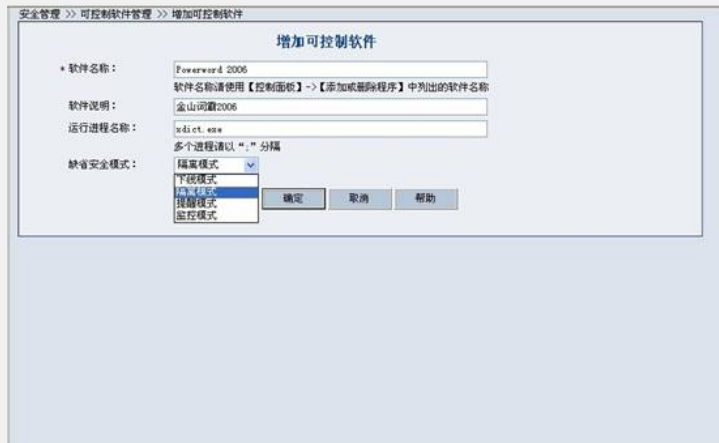 安全管理 >> 可控制软件管理 >> 增加可控制软件
增加可控制软件
* 软件名称：
Powerword 2006
软件名称请使用【控制面板】->【添加或删除程序】中列出的软件名称
软件说明：
金山词霸2006
运行进程名称：
xdict.exe
多个进程请以“;”分隔
缺省安全模式：
隔离模式
下线模式
隔离模式
提醒模式
监控模式
确定
取消
帮助